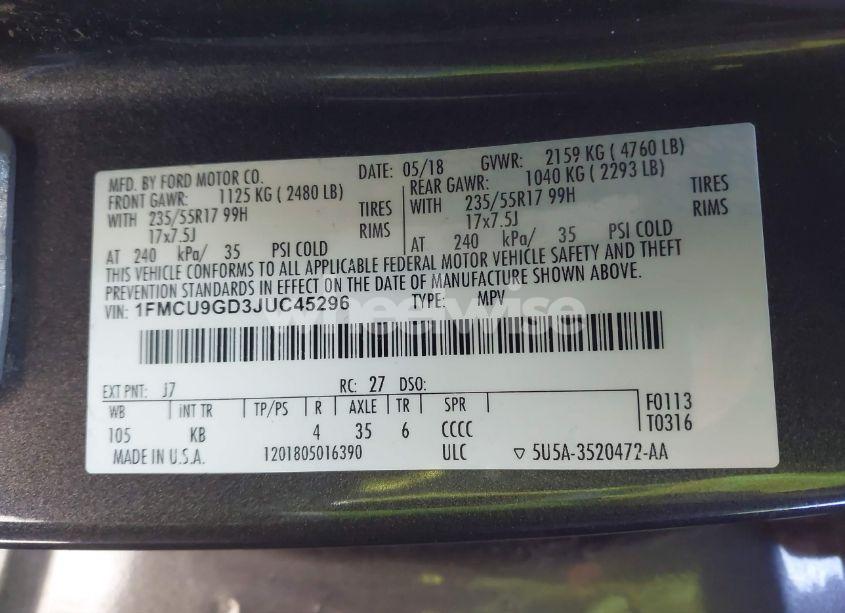 MFD. BY FORD MOTOR CO. DATE: 05/18 GVWR: 2159 KG ( 4760 LB)
FRONT GAWR: 1125 KG ( 2480 LB) REAR GAWR: 1040 KG ( 2293 LB)
WITH 235/55R17 99H TIRES WITH 235/55R17 99H TIRES
17x7.5J RIMS 17x7.5J RIMS
AT 240 kPa/ 35 PSI COLD AT 240 kPa/ 35 PSI COLD
THIS VEHICLE CONFORMS TO ALL APPLICABLE FEDERAL MOTOR VEHICLE SAFETY AND THEFT
PREVENTION STANDARDS IN EFFECT ON THE DATE OF MANUFACTURE SHOWN ABOVE.
VIN: 1FMCU9GD3JUC45296 TYPE: MPV
wheelwise
EXT PNT: J7 RC: 27 DSO:
WB INT TR TP/PS R AXLE TR SPR F0113
105 KB 4 35 6 CCCC T0316
MADE IN U.S.A. 1201805016390 ULC ▽ 5U5A-3520472-AA